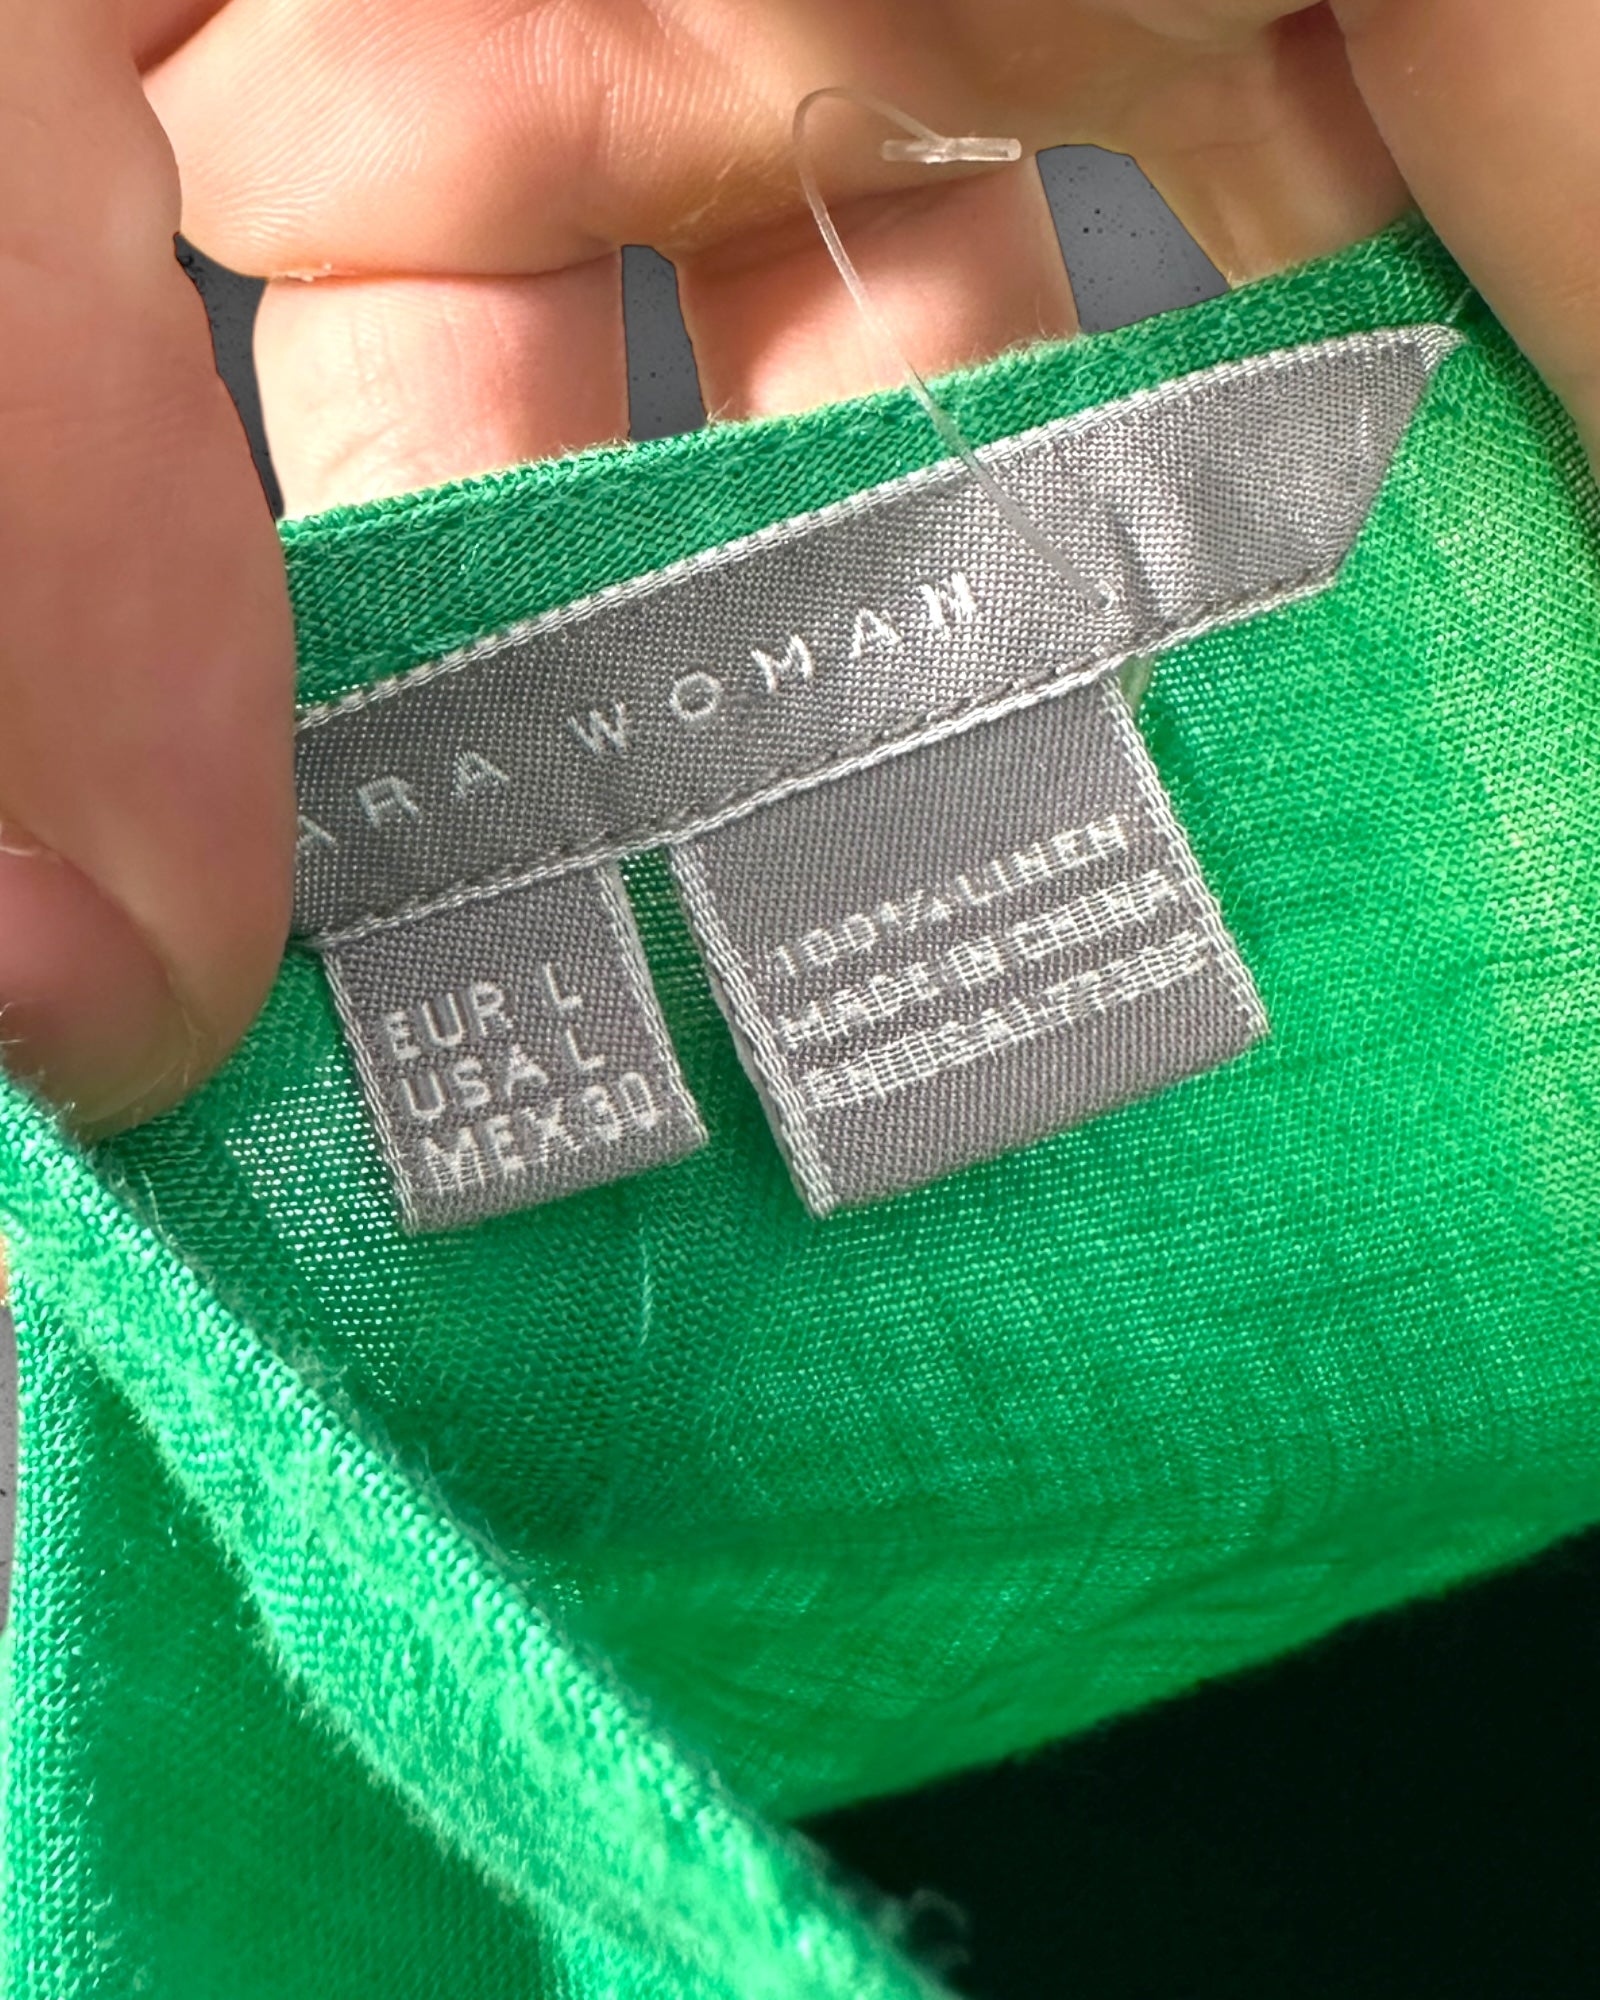 ARA WOMAN
EUR L
USA L
MEX 30
100% LINEN
MADE IN CHINA